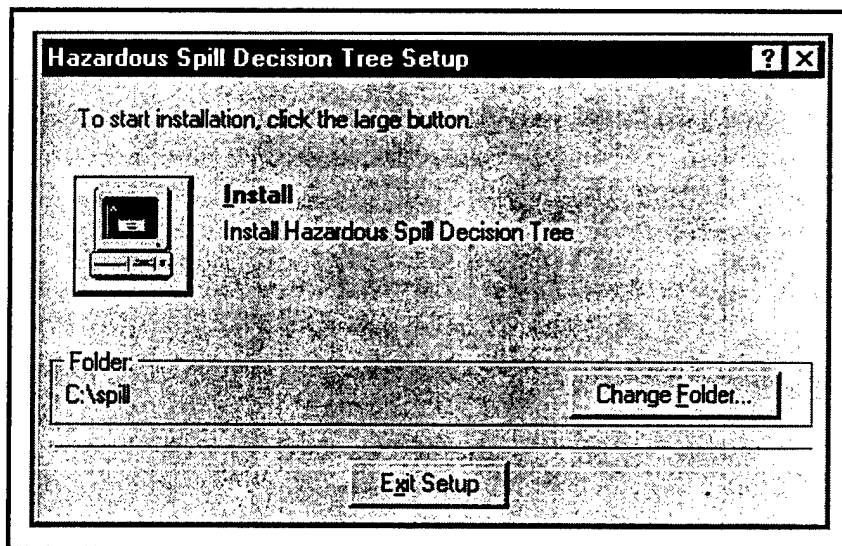 Hazardous Spill Decision Tree Setup
To start installation, click the large button.
Install
Install Hazardous Spill Decision Tree
Folder:
C:\spill
Change Folder...
Exit Setup